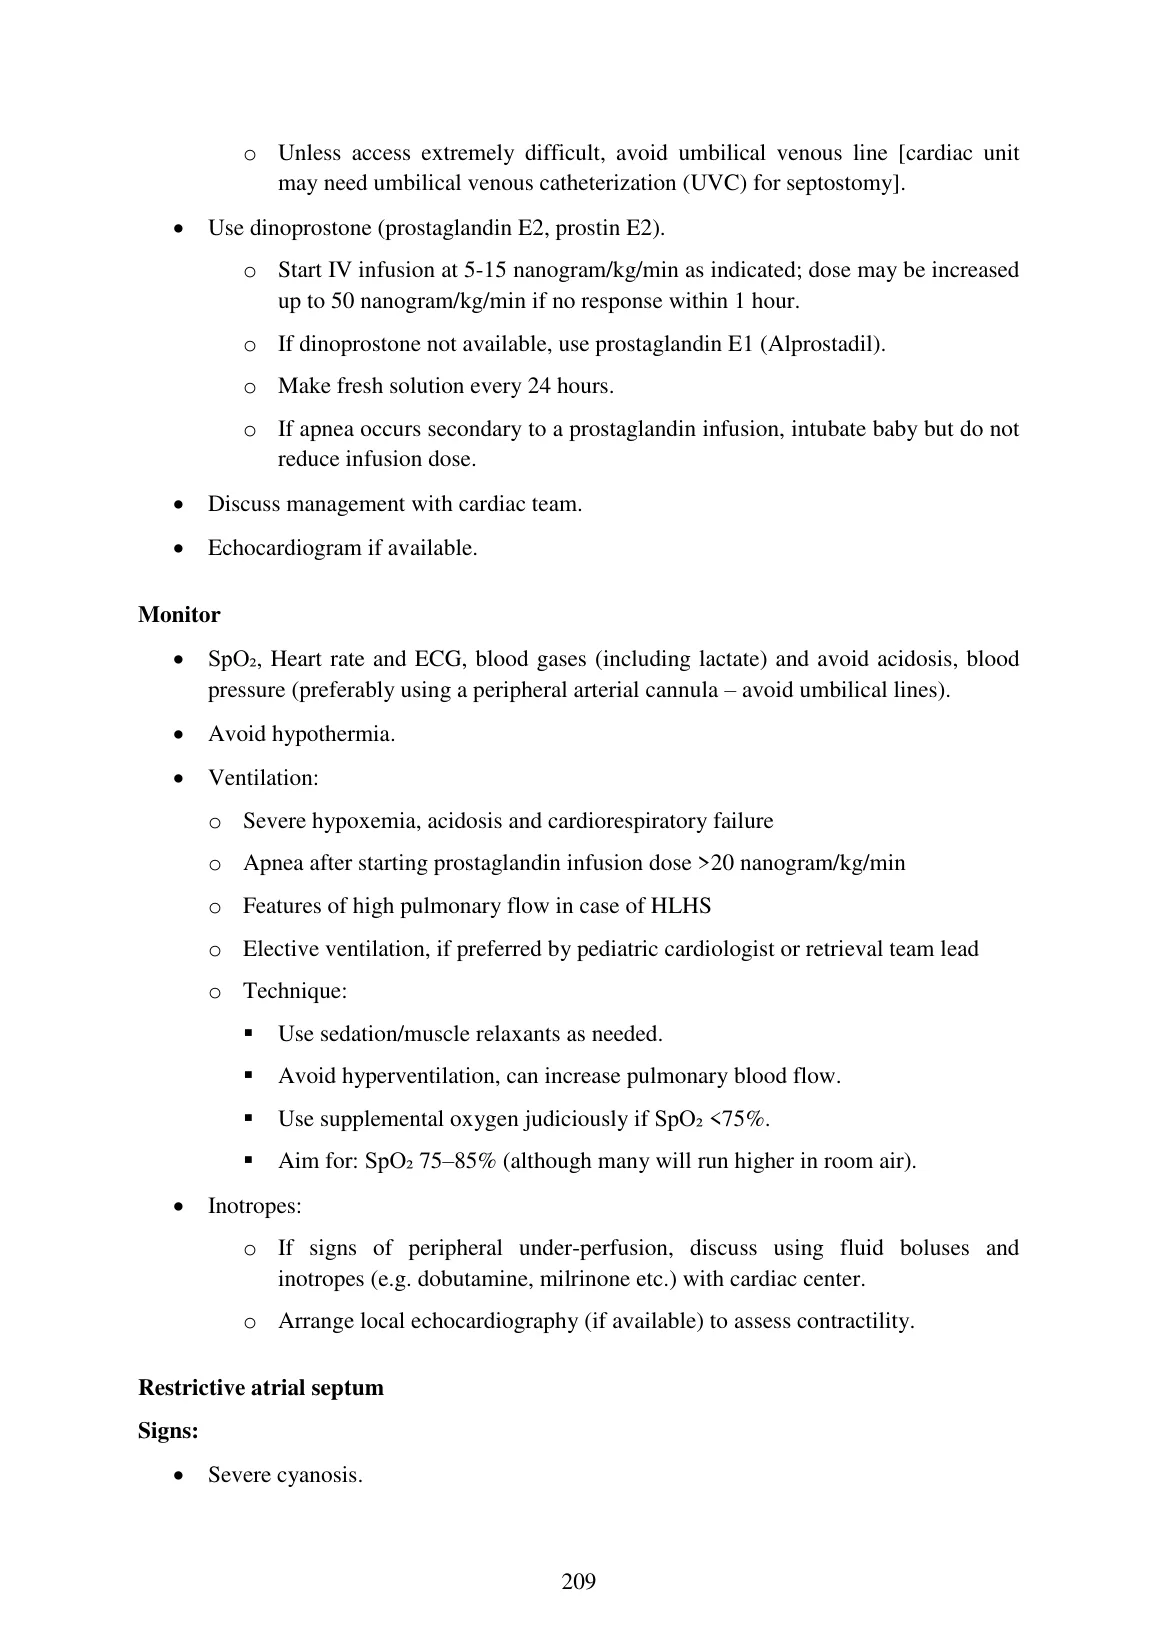 o Unless access extremely difficult, avoid umbilical venous line [cardiac unit
may need umbilical venous catheterization (UVC) for septostomy].
• Use dinoprostone (prostaglandin E2, prostin E2).
o Start IV infusion at 5-15 nanogram/kg/min as indicated; dose may be increased
up to 50 nanogram/kg/min if no response within 1 hour.
o If dinoprostone not available, use prostaglandin E1 (Alprostadil).
o Make fresh solution every 24 hours.
o If apnea occurs secondary to a prostaglandin infusion, intubate baby but do not
reduce infusion dose.
• Discuss management with cardiac team.
• Echocardiogram if available.
Monitor
• SpO₂, Heart rate and ECG, blood gases (including lactate) and avoid acidosis, blood
pressure (preferably using a peripheral arterial cannula – avoid umbilical lines).
• Avoid hypothermia.
• Ventilation:
o Severe hypoxemia, acidosis and cardiorespiratory failure
o Apnea after starting prostaglandin infusion dose >20 nanogram/kg/min
o Features of high pulmonary flow in case of HLHS
o Elective ventilation, if preferred by pediatric cardiologist or retrieval team lead
o Technique:
▪ Use sedation/muscle relaxants as needed.
▪ Avoid hyperventilation, can increase pulmonary blood flow.
▪ Use supplemental oxygen judiciously if SpO₂ <75%.
▪ Aim for: SpO₂ 75–85% (although many will run higher in room air).
• Inotropes:
o If signs of peripheral under-perfusion, discuss using fluid boluses and
inotropes (e.g. dobutamine, milrinone etc.) with cardiac center.
o Arrange local echocardiography (if available) to assess contractility.
Restrictive atrial septum
Signs:
• Severe cyanosis.
209